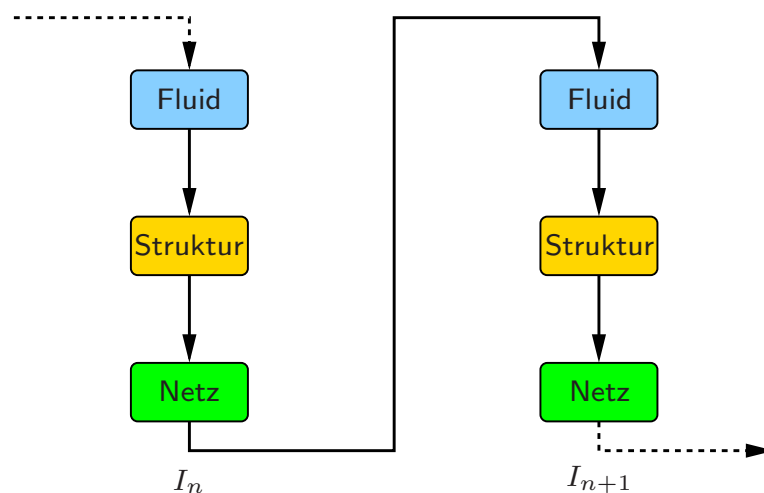 Fluid
Struktur
Netz
I_n
Fluid
Struktur
Netz
I_{n+1}